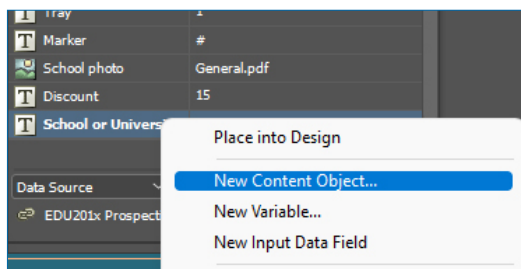 Tray 1
Marker #
School photo General.pdf
Discount 15
School or Universi
Place into Design
New Content Object...
Data Source
New Variable...
EDU201x Prospect
New Input Data Field